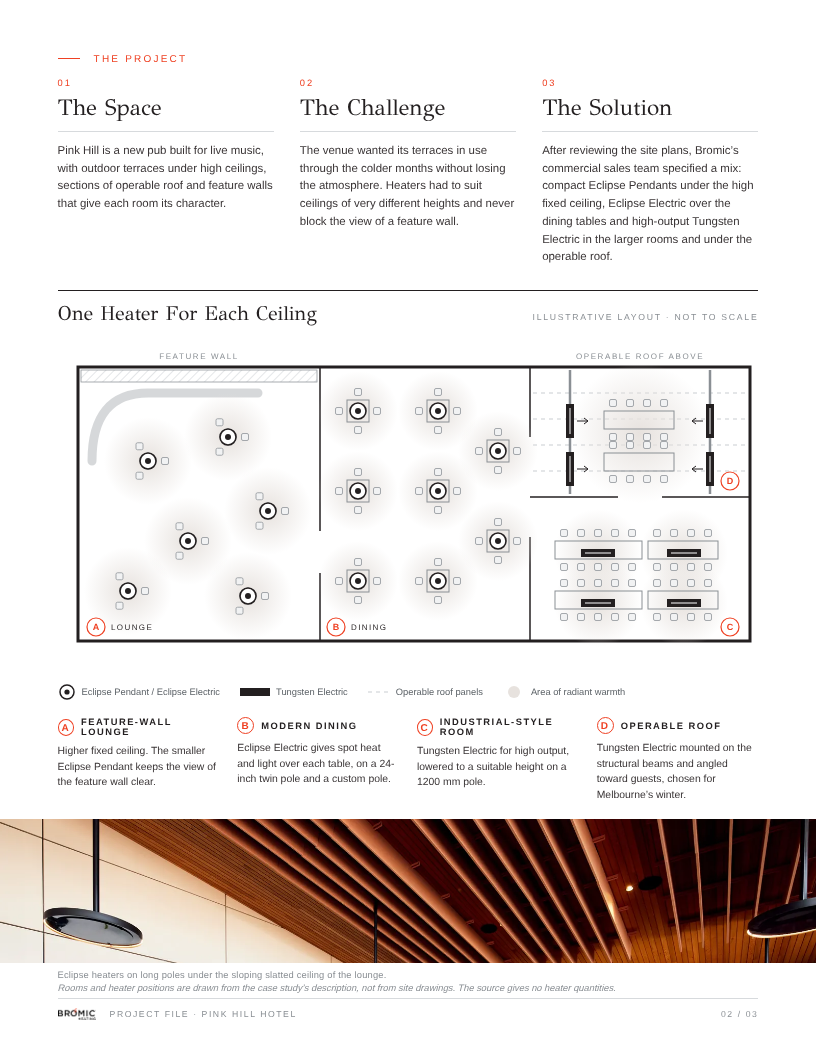 THE PROJECT
01
The Space
Pink Hill is a new pub built for live music,
with outdoor terraces under high ceilings,
sections of operable roof and feature walls
that give each room its character.
02
The Challenge
The venue wanted its terraces in use
through the colder months without losing
the atmosphere. Heaters had to suit
ceilings of very different heights and never
block the view of a feature wall.
03
The Solution
After reviewing the site plans, Bromic's
commercial sales team specified a mix:
compact Eclipse Pendants under the high
fixed ceiling, Eclipse Electric over the
dining tables and high-output Tungsten
Electric in the larger rooms and under the
operable roof.
One Heater For Each Ceiling
ILLUSTRATIVE LAYOUT · NOT TO SCALE
FEATURE WALL
OPERABLE ROOF ABOVE
D
A LOUNGE
B DINING
C
Eclipse Pendant / Eclipse Electric
Tungsten Electric
Operable roof panels
Area of radiant warmth
A FEATURE-WALL
LOUNGE
Higher fixed ceiling. The smaller
Eclipse Pendant keeps the view of
the feature wall clear.
B MODERN DINING
Eclipse Electric gives spot heat
and light over each table, on a 24-
inch twin pole and a custom pole.
C INDUSTRIAL-STYLE
ROOM
Tungsten Electric for high output,
lowered to a suitable height on a
1200 mm pole.
D OPERABLE ROOF
Tungsten Electric mounted on the
structural beams and angled
toward guests, chosen for
Melbourne's winter.
Eclipse heaters on long poles under the sloping slatted ceiling of the lounge.
Rooms and heater positions are drawn from the case study's description, not from site drawings. The source gives no heater quantities.
BROMIC
HEATING
PROJECT FILE · PINK HILL HOTEL
02 / 03